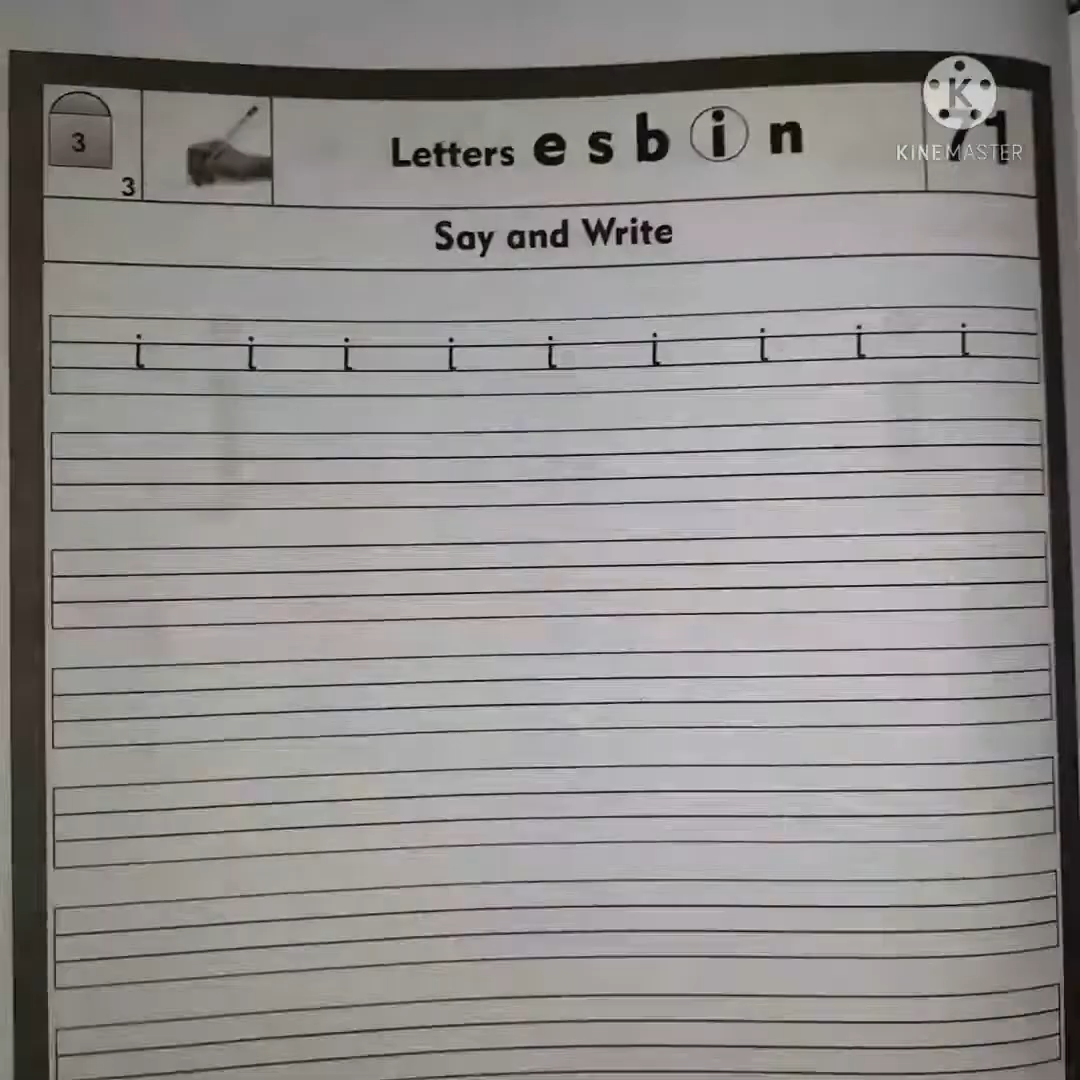 3
3
Letters e s b i n
71
KINEMASTER
Say and Write
i i i i i i i i i